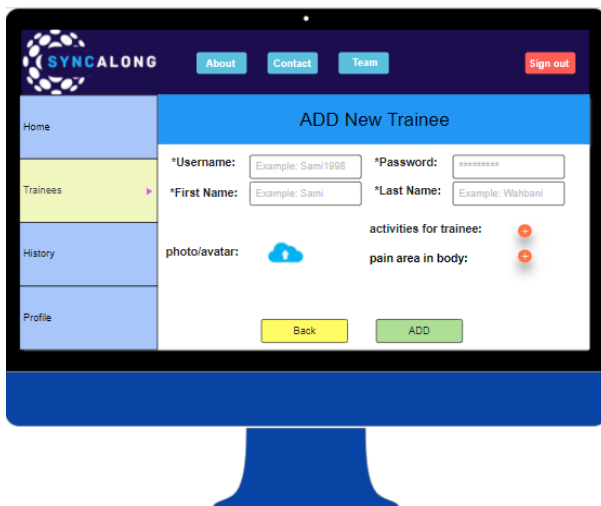 SYNCALONG
About
Contact
Team
Sign out
Home
Trainees
History
Profile
ADD New Trainee
*Username: Example: Sami1998 *Password: *********
*First Name: Example: Sami *Last Name: Example: Wahbani
activities for trainee:
photo/avatar:
pain area in body:
Back
ADD